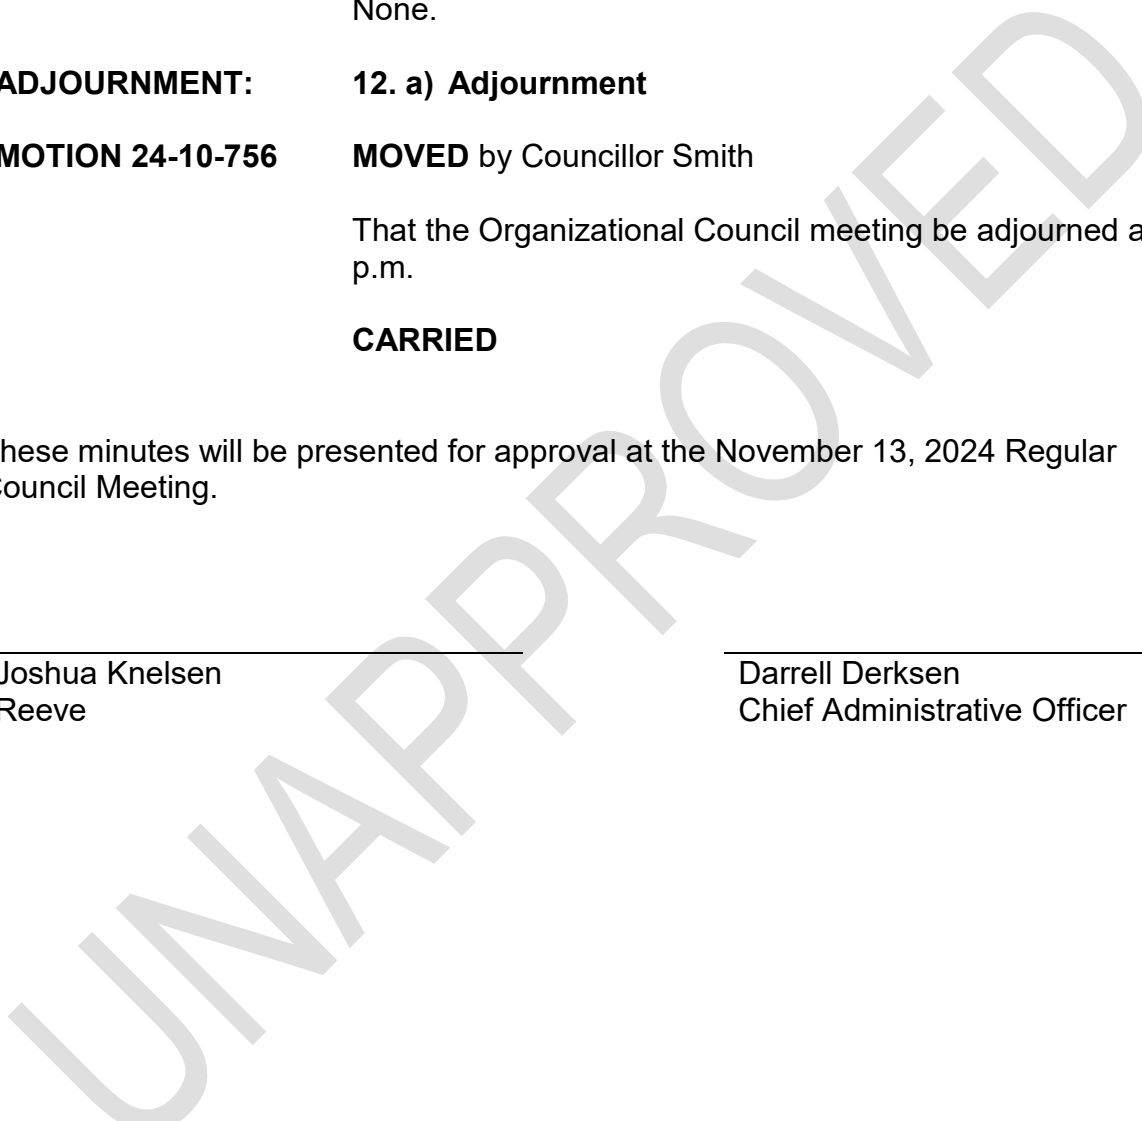 None.
ADJOURNMENT: 12. a) Adjournment
MOTION 24-10-756 MOVED by Councillor Smith
That the Organizational Council meeting be adjourned a
p.m.
CARRIED
hese minutes will be presented for approval at the November 13, 2024 Regular
Council Meeting.
Joshua Knelsen Darrell Derksen
Reeve Chief Administrative Officer
UNAPPROVED